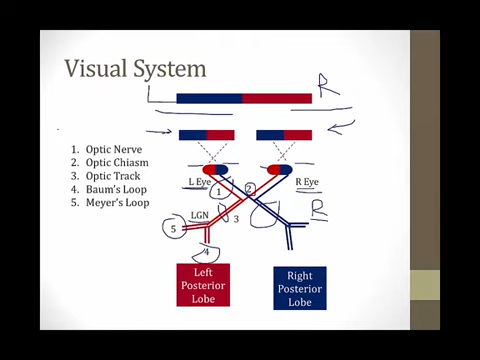 Visual System
R
1. Optic Nerve
2. Optic Chiasm
3. Optic Track
4. Baum's Loop
5. Meyer's Loop
L Eye
1
2
R Eye
LGN
3
R
5
4
Left
Posterior
Lobe
Right
Posterior
Lobe